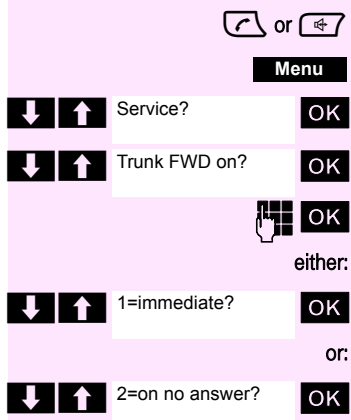 or
Menu
Service? OK
Trunk FWD on? OK
OK
either:
1=immediate? OK
or:
2=on no answer? OK